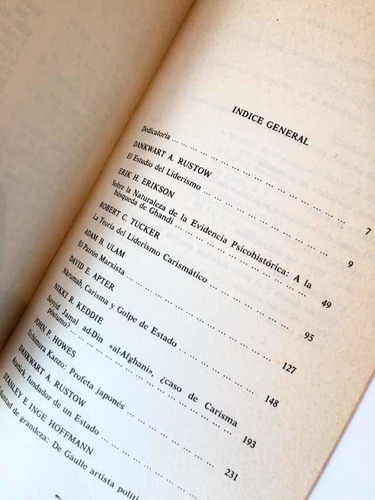 INDICE GENERAL
Dedicatoria ... 7
DANKWART A. RUSTOW
El Estudio del Liderismo ... 9
ERIK H. ERIKSON
Sobre la Naturaleza de la Evidencia Psicohistórica: A la
búsqueda de Ghandi ... 49
ROBERT C. TUCKER
La Teoría del Liderismo Carismático ... 95
ADAM B. ULAM
El Patrón Marxista ... 127
DAVID E. APTER
Nkrumah, Carisma y Golpe de Estado ... 148
NIKKI R. KEDDIE
Sayyid Jamal ad-Din «al-Afghani», ¿caso de Carisma
póstumo? ... 193
JOHN F. HOWES
Uchimura Kanzo: Profeta japonés ... 231
DANKWART A. RUSTOW
Ataturk, fundador de un Estado
STANLEY E INGE HOFFMANN
de grandeza: De Gaulle artista